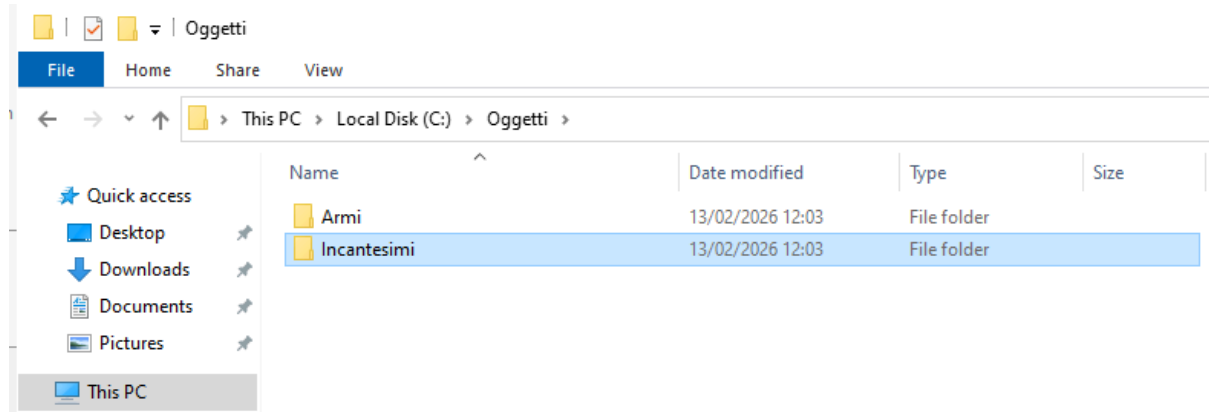 Oggetti
File Home Share View
This PC > Local Disk (C:) > Oggetti >
Name Date modified Type Size
Quick access
Desktop
Downloads
Documents
Pictures
This PC
Armi 13/02/2026 12:03 File folder
Incantesimi 13/02/2026 12:03 File folder